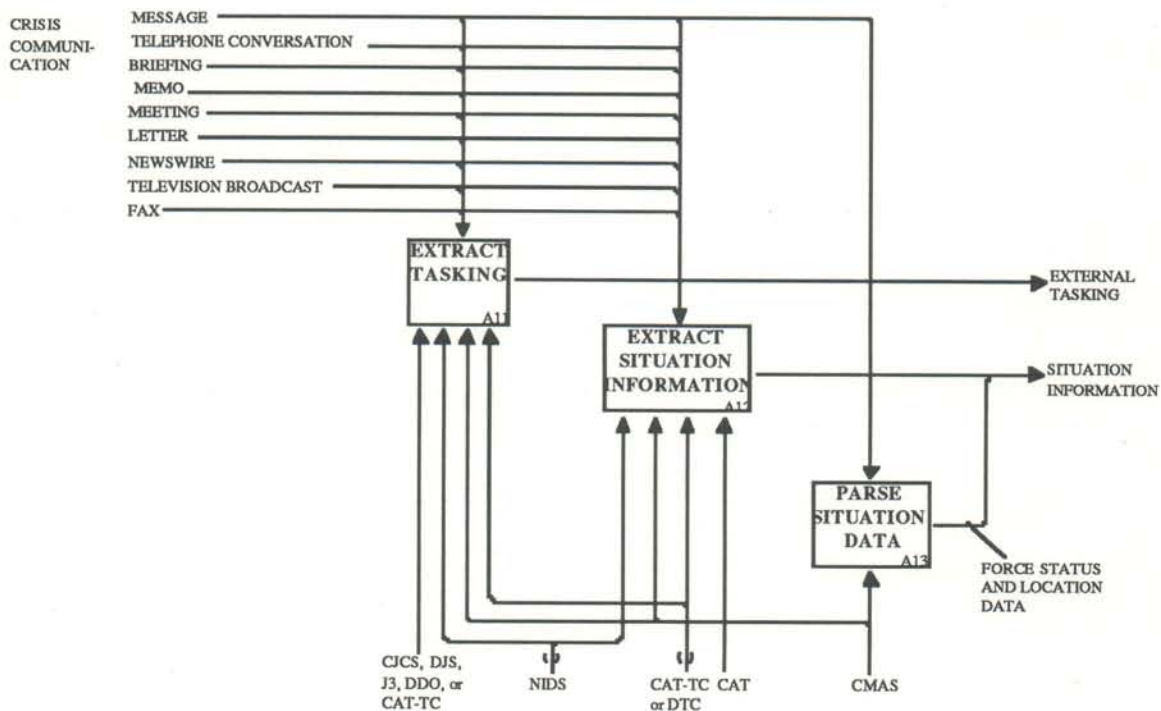 CRISIS
COMMUNI-
CATION
MESSAGE
TELEPHONE CONVERSATION
BRIEFING
MEMO
MEETING
LETTER
NEWSWIRE
TELEVISION BROADCAST
FAX
EXTRACT
TASKING
A11
EXTERNAL
TASKING
EXTRACT
SITUATION
INFORMATION
A12
SITUATION
INFORMATION
PARSE
SITUATION
DATA
A13
FORCE STATUS
AND LOCATION
DATA
CJCS, DJS,
J3, DDO, or
CAT-TC
NIDS
CAT-TC
or DTC
CAT
CMAS